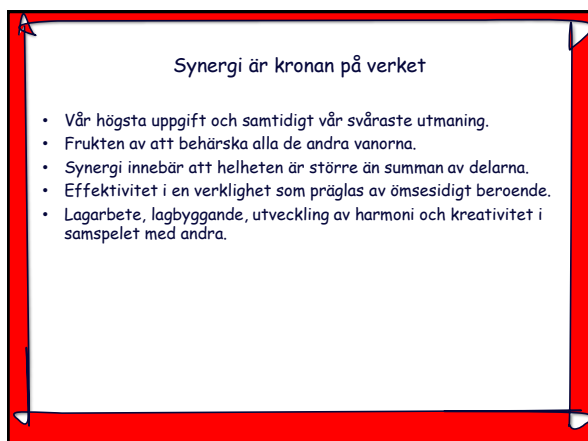 Synergi är kronan på verket
• Vår högsta uppgift och samtidigt vår svåraste utmaning.
• Frukten av att behärska alla de andra vanorna.
• Synergi innebär att helheten är större än summan av delarna.
• Effektivitet i en verklighet som präglas av ömsesidigt beroende.
• Lagarbete, lagbyggande, utveckling av harmoni och kreativitet i
samspelet med andra.